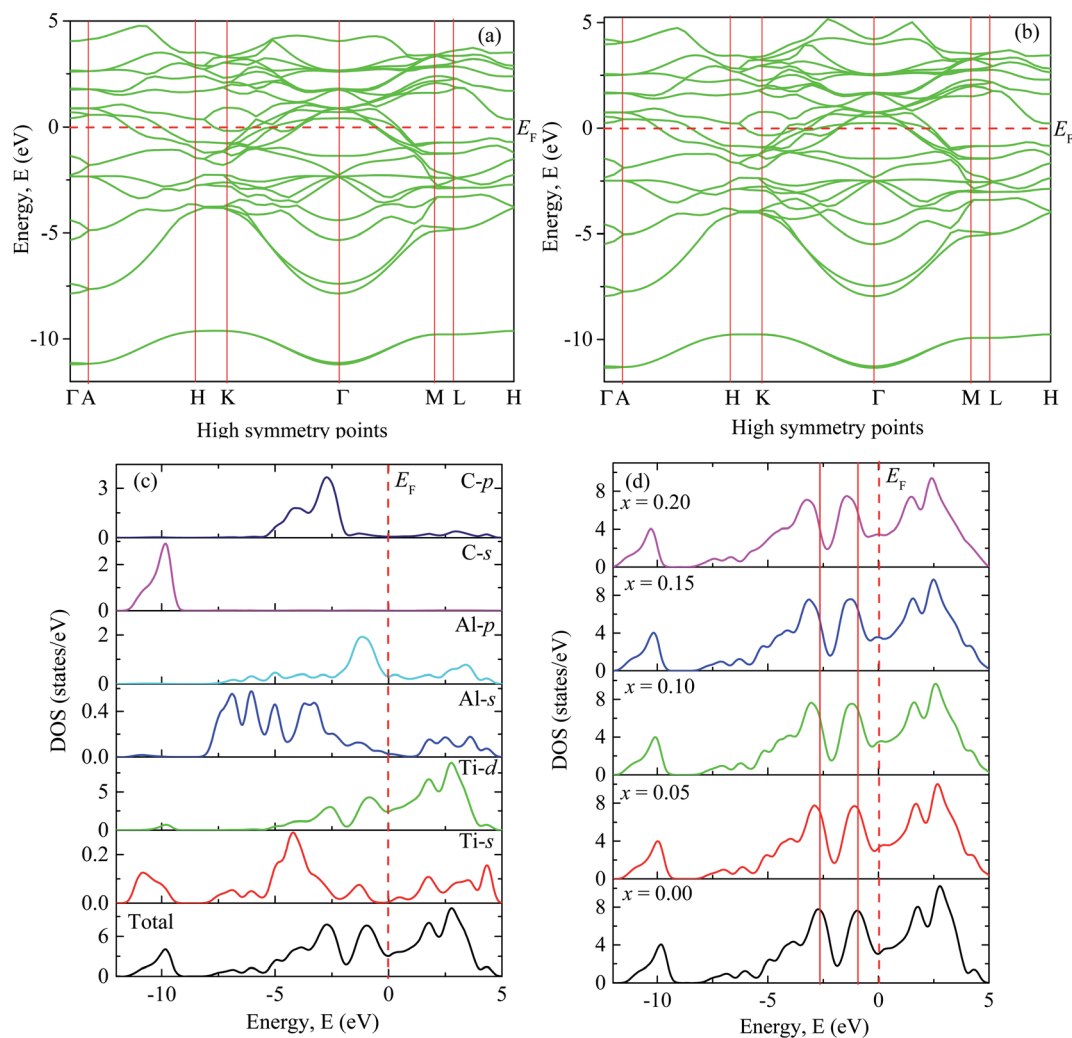 (a)
5
0
-5
-10
Energy, E (eV)
E_F
Γ A H K Γ M L H
High symmetry points
(b)
5
0
-5
-10
Energy, E (eV)
E_F
Γ A H K Γ M L H
High symmetry points
(c)
E_F
C-p
3
0
C-s
2
0
Al-p
2
0
Al-s
0.4
0.0
Ti-d
5
0
Ti-s
0.2
0.0
Total
6
3
0
DOS (states/eV)
-10 -5 0 5
Energy, E (eV)
(d)
E_F
x = 0.20
8
4
0
x = 0.15
8
4
0
x = 0.10
8
4
0
x = 0.05
8
4
0
x = 0.00
8
4
0
DOS (states/eV)
-10 -5 0 5
Energy, E (eV)